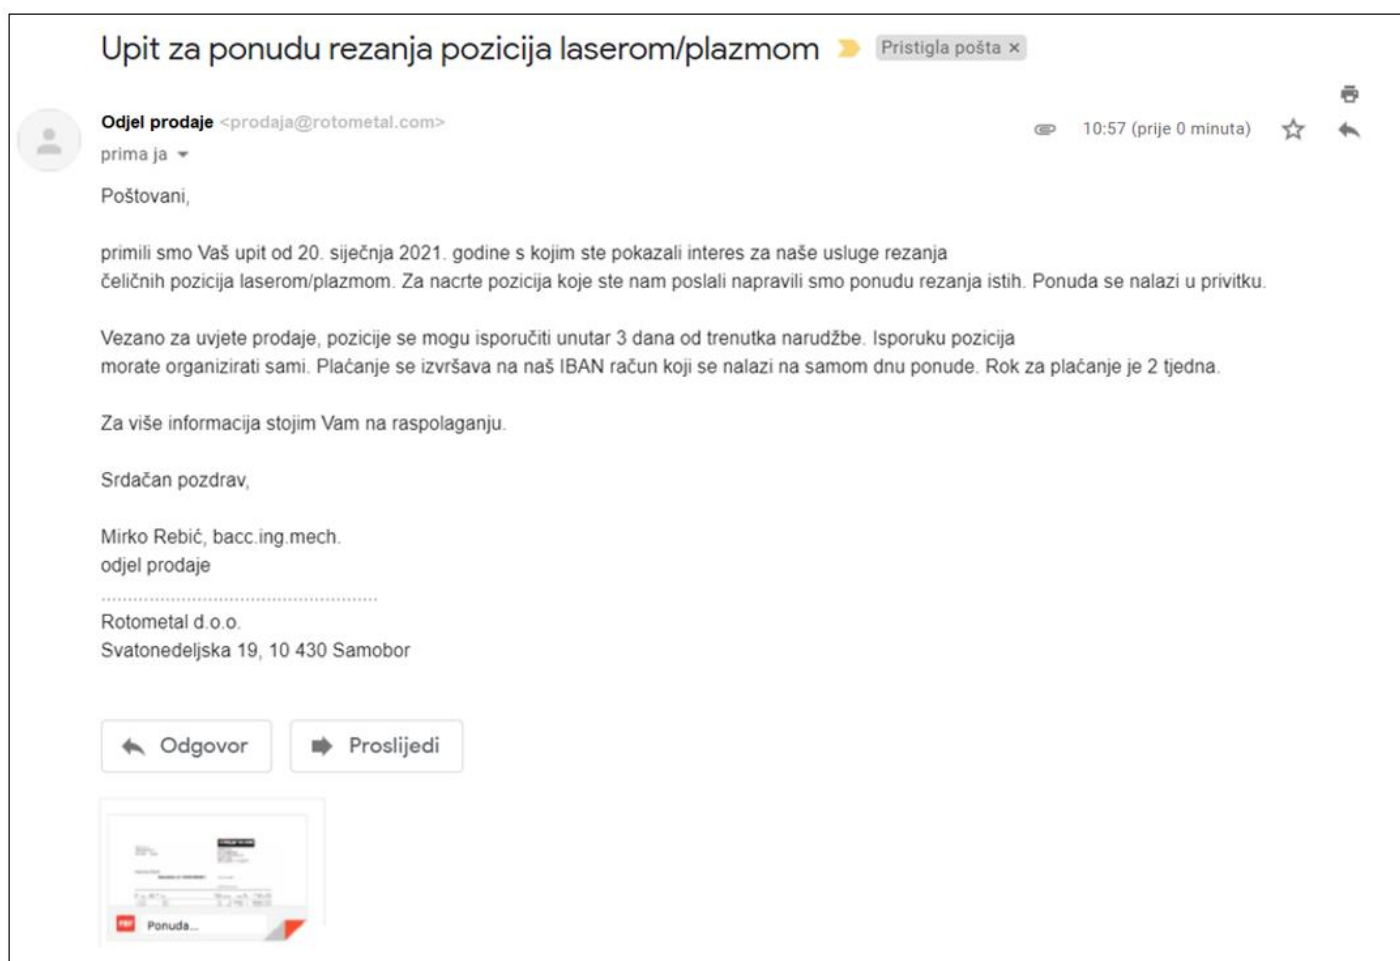 Upit za ponudu rezanja pozicija laserom/plazmom Pristigla pošta ×
Odjel prodaje <prodaja@rotometal.com>
10:57 (prije 0 minuta)
prima ja
Poštovani,
primili smo Vaš upit od 20. siječnja 2021. godine s kojim ste pokazali interes za naše usluge rezanja
čeličnih pozicija laserom/plazmom. Za nacrte pozicija koje ste nam poslali napravili smo ponudu rezanja istih. Ponuda se nalazi u privitku.
Vezano za uvjete prodaje, pozicije se mogu isporučiti unutar 3 dana od trenutka narudžbe. Isporuku pozicija
morate organizirati sami. Plaćanje se izvršava na naš IBAN račun koji se nalazi na samom dnu ponude. Rok za plaćanje je 2 tjedna.
Za više informacija stojim Vam na raspolaganju.
Srdačan pozdrav,
Mirko Rebić, bacc.ing.mech.
odjel prodaje
Rotometal d.o.o.
Svatonedeljska 19, 10 430 Samobor
Odgovor
Proslijedi
PDF Ponuda...